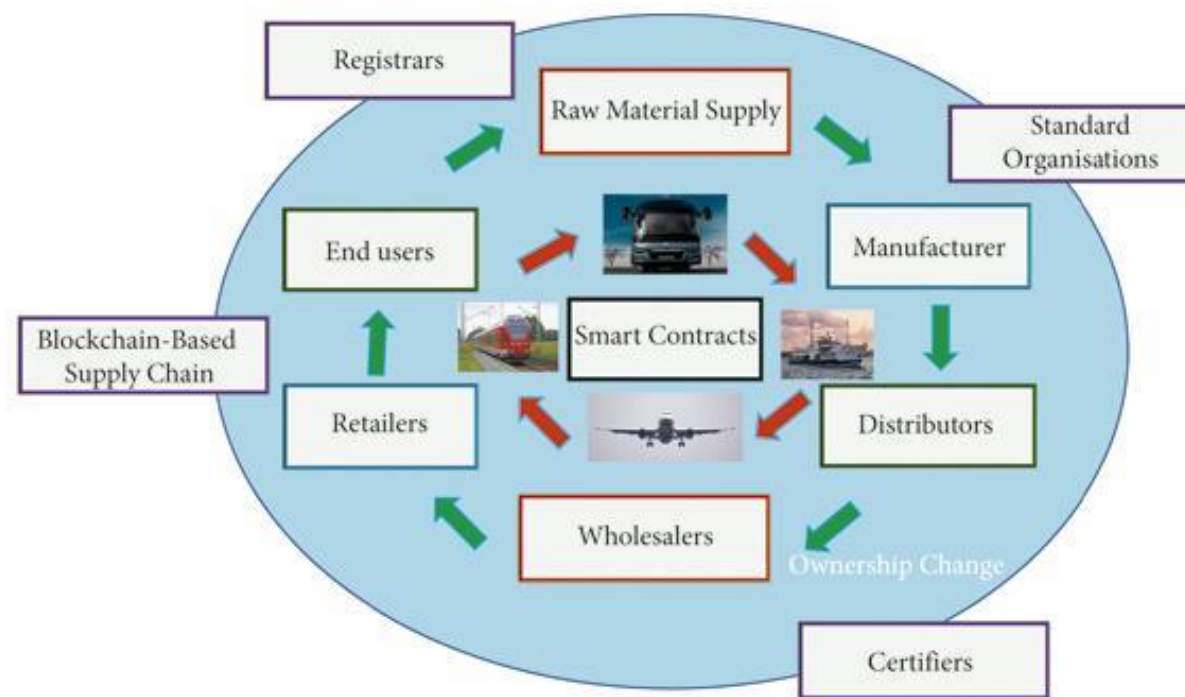 Registrars
Raw Material Supply
Standard
Organisations
End users
Manufacturer
Smart Contracts
Blockchain-Based
Supply Chain
Retailers
Distributors
Wholesalers
Ownership Change
Certifiers